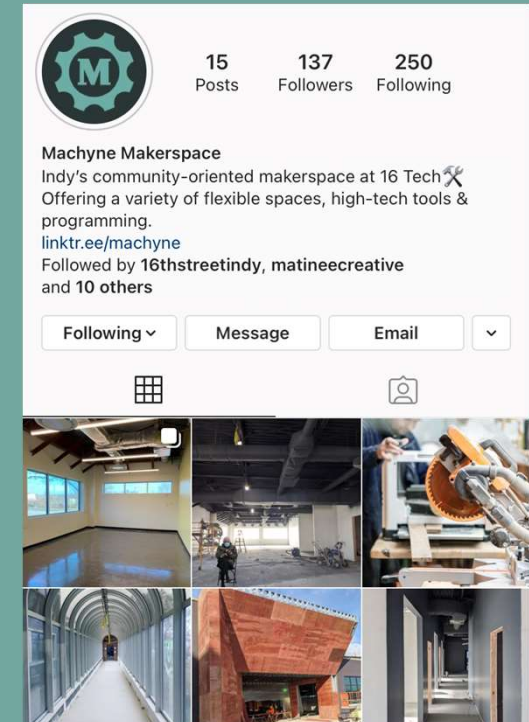 M
15 137 250
Posts Followers Following
Machyne Makerspace
Indy's community-oriented makerspace at 16 Tech🛠
Offering a variety of flexible spaces, high-tech tools &
programming.
linktr.ee/machyne
Followed by 16thstreetindy, matineecreative
and 10 others
Following Message Email